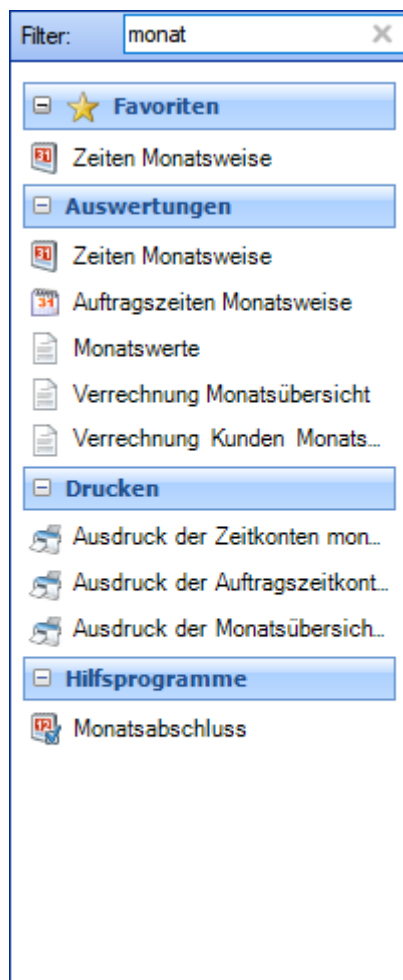 Filter: monat
Favoriten
Zeiten Monatsweise
Auswertungen
Zeiten Monatsweise
Auftragszeiten Monatsweise
Monatswerte
Verrechnung Monatsübersicht
Verrechnung Kunden Monats...
Drucken
Ausdruck der Zeitkonten mon...
Ausdruck der Auftragszeitkont...
Ausdruck der Monatsübersich...
Hilfsprogramme
Monatsabschluss